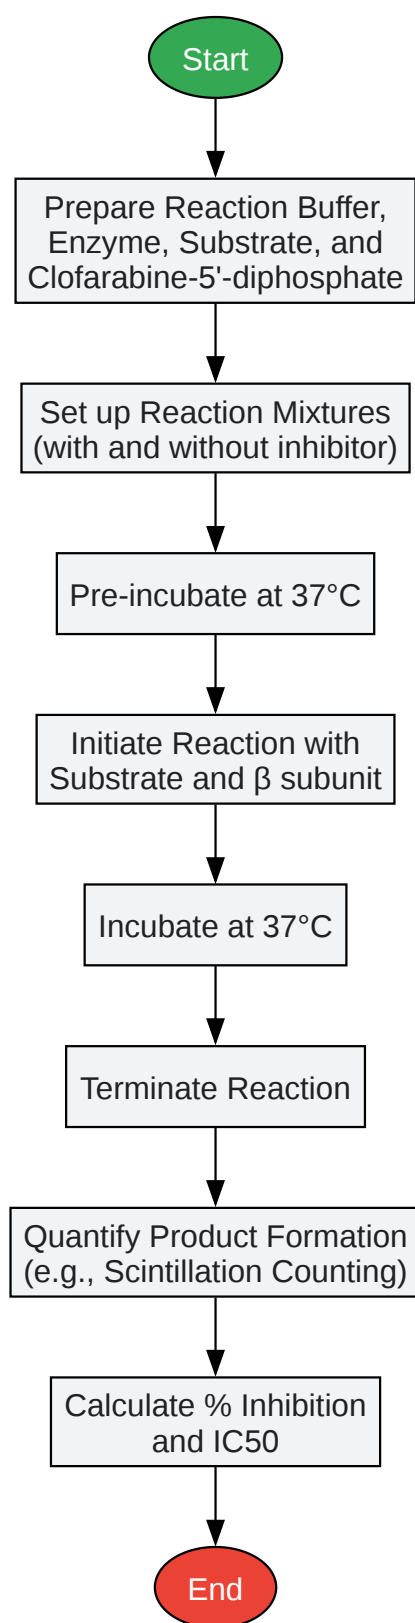 Start
Prepare Reaction Buffer,
Enzyme, Substrate, and
Clofarabine-5'-diphosphate
Set up Reaction Mixtures
(with and without inhibitor)
Pre-incubate at 37°C
Initiate Reaction with
Substrate and β subunit
Incubate at 37°C
Terminate Reaction
Quantify Product Formation
(e.g., Scintillation Counting)
Calculate % Inhibition
and IC50
End